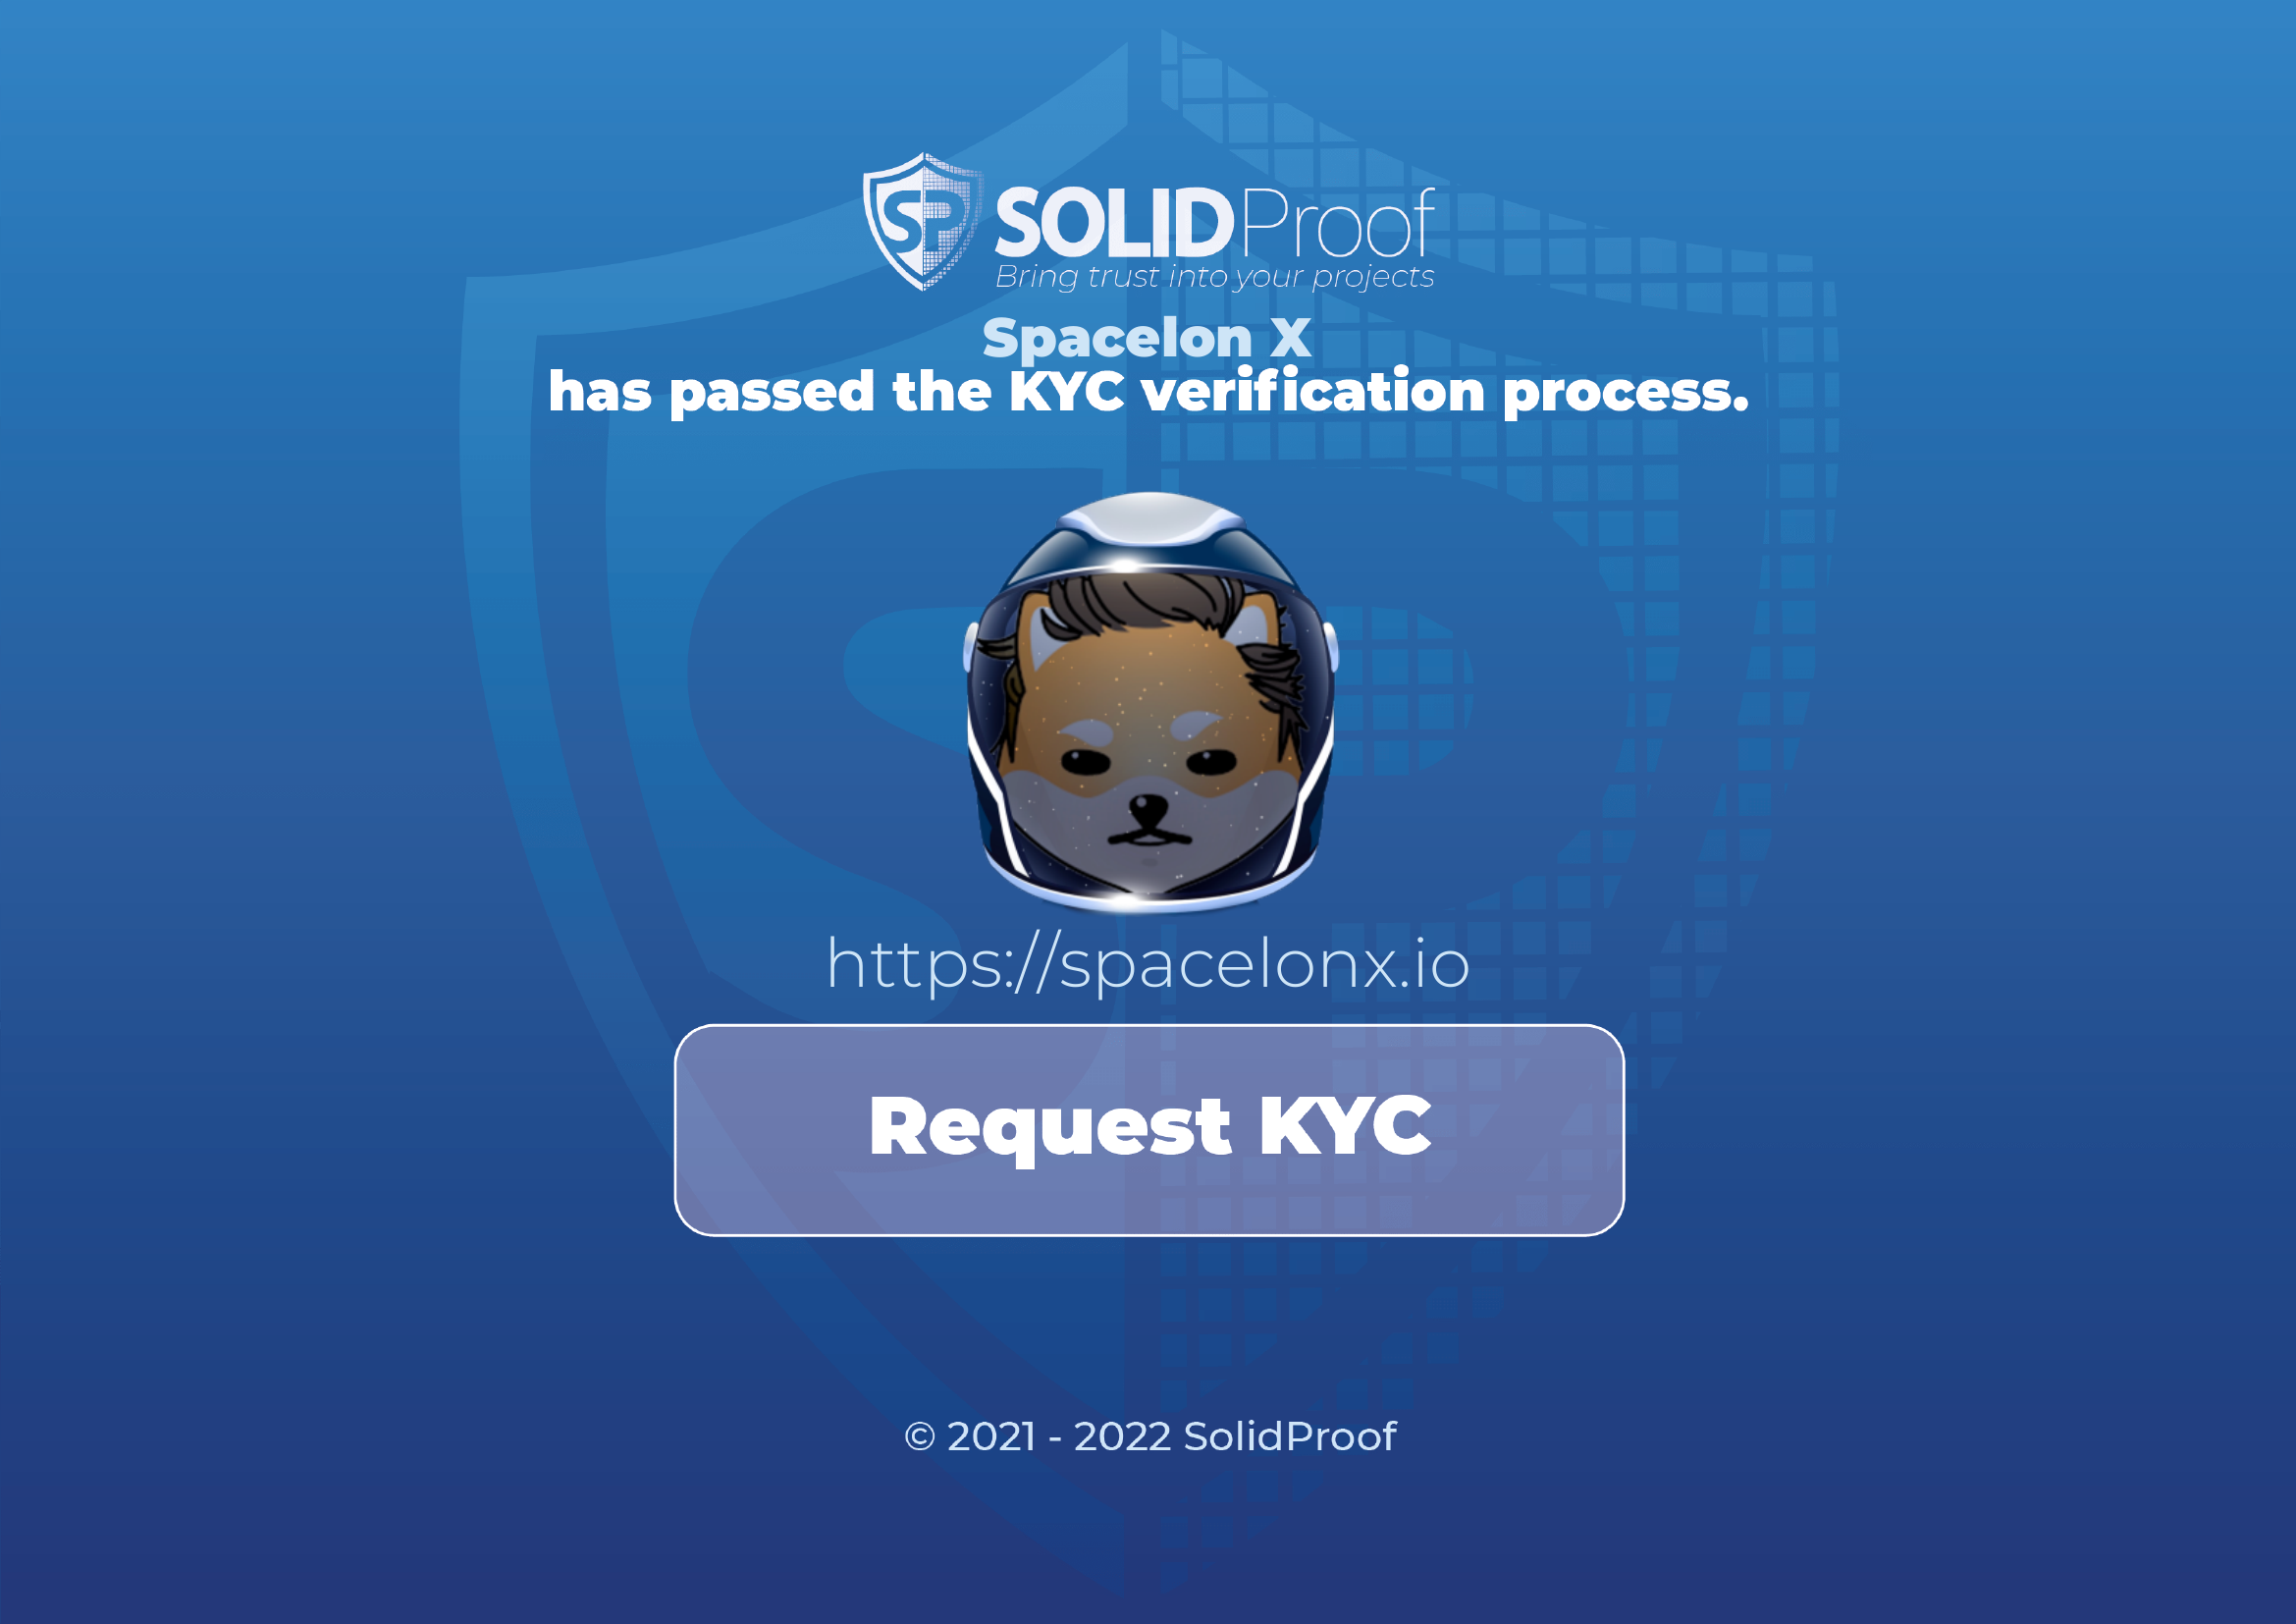 SP
SOLIDProof
Bring trust into your projects
Spacelon X
has passed the KYC verification process.
https://spacelonx.io
Request KYC
© 2021 - 2022 SolidProof